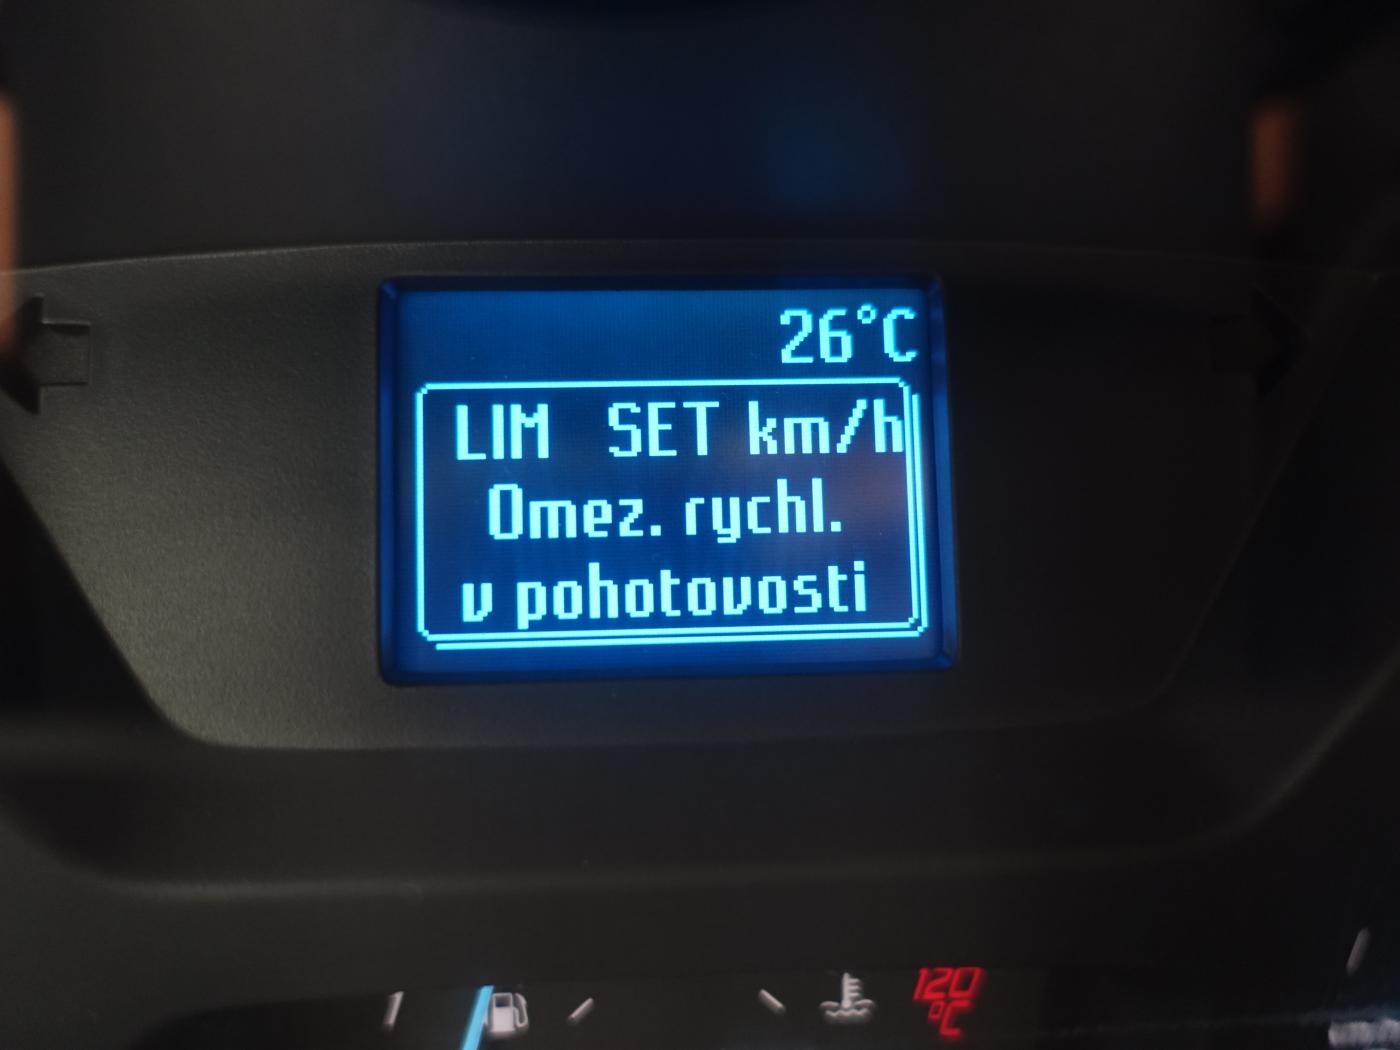 26°C
LIM SET km/h
Omez. rychl.
v pohotovosti
120
°C